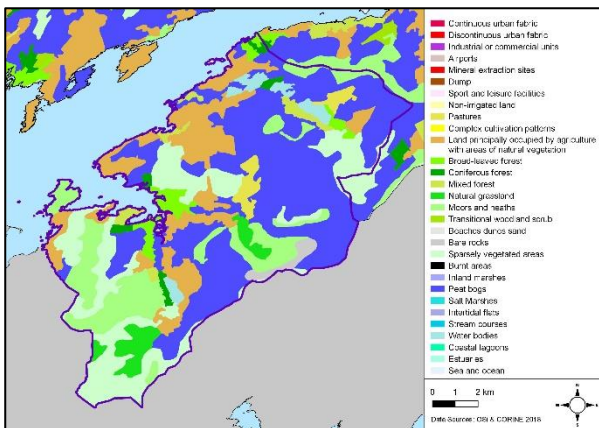 Continuous urban fabric
Discontinuous urban fabric
Industrial or commercial units
Airports
Mineral extraction sites
Dump
Sport and leisure facilities
Non-irrigated land
Pastures
Complex cultivation patterns
Land principally occupied by agriculture
with areas of natural vegetation
Broad-leaved forest
Coniferous forest
Mixed forest
Natural grassland
Moors and heaths
Transitional wood and scrub
Beaches dunes sand
Bare rocks
Sparsely vegetated areas
Burnt areas
Inland marshes
Peat bogs
Salt Marshes
Intertidal flats
Stream courses
Water bodies
Coastal lagoons
Estuaries
Sea and ocean
0 1 2 km
Data Sources: OSi & CORINE 2018